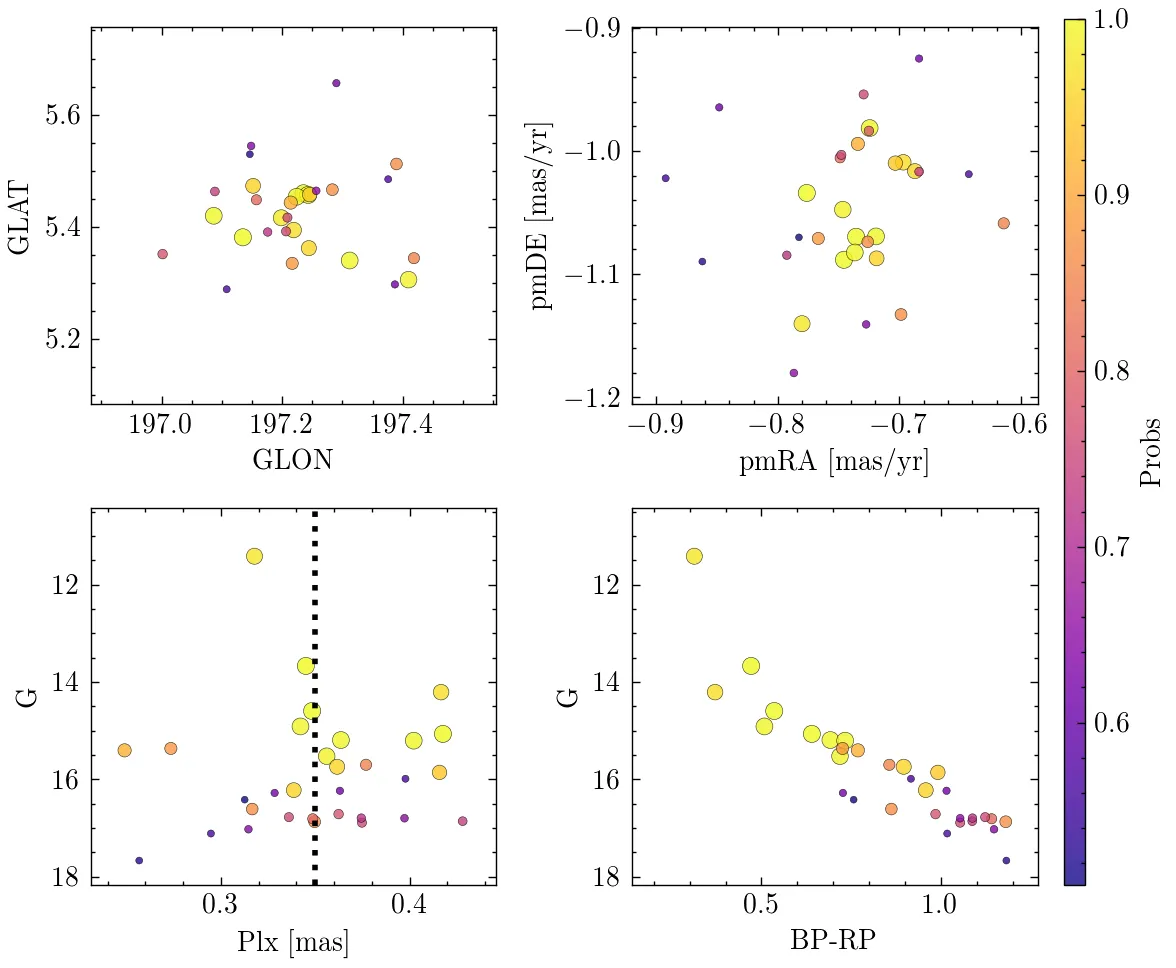 GLAT
5.6
5.4
5.2
197.0 197.2 197.4
GLON
pmDE [mas/yr]
−0.9
−1.0
−1.1
−1.2
−0.9 −0.8 −0.7 −0.6
pmRA [mas/yr]
G
12
14
16
18
0.3 0.4
Plx [mas]
G
12
14
16
18
0.5 1.0
BP-RP
1.0
0.9
0.8
0.7
0.6
Probs